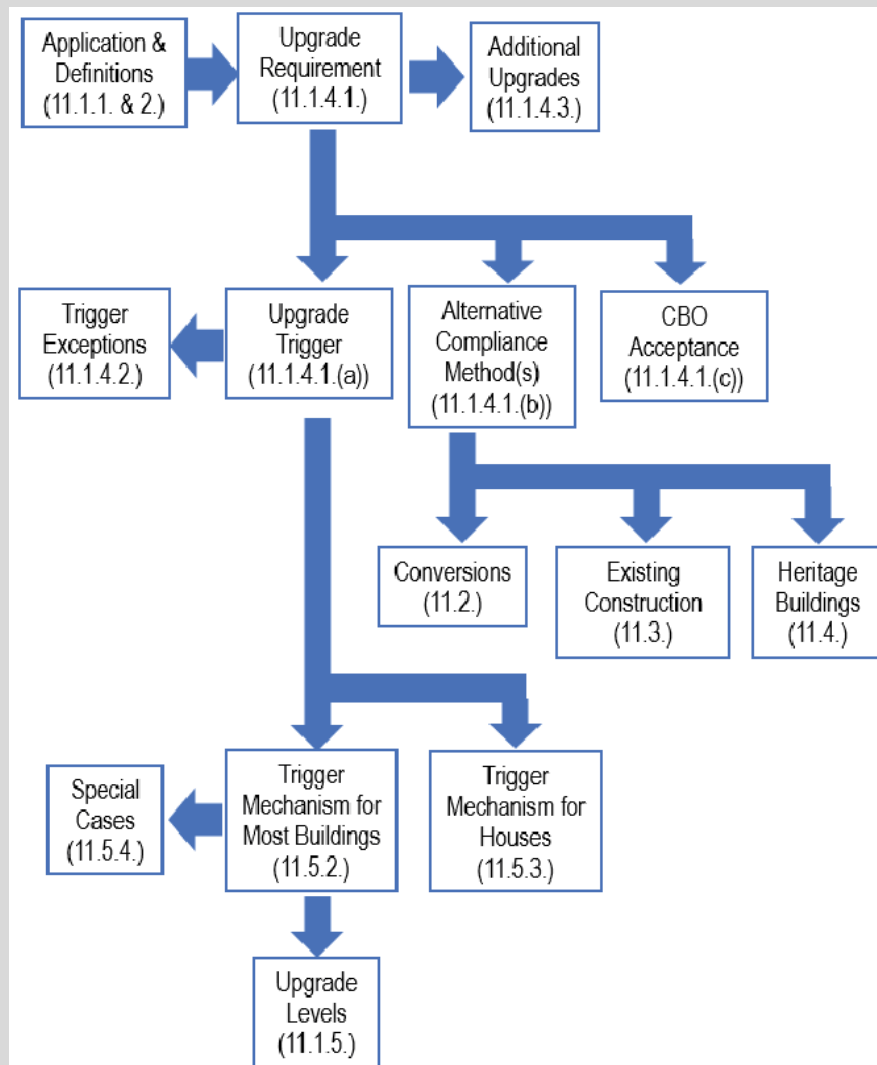 Application &
Definitions
(11.1.1. & 2.)
Upgrade
Requirement
(11.1.4.1.)
Additional
Upgrades
(11.1.4.3.)
Trigger
Exceptions
(11.1.4.2.)
Upgrade
Trigger
(11.1.4.1.(a))
Alternative
Compliance
Method(s)
(11.1.4.1.(b))
CBO
Acceptance
(11.1.4.1.(c))
Conversions
(11.2.)
Existing
Construction
(11.3.)
Heritage
Buildings
(11.4.)
Special
Cases
(11.5.4.)
Trigger
Mechanism for
Most Buildings
(11.5.2.)
Trigger
Mechanism for
Houses
(11.5.3.)
Upgrade
Levels
(11.1.5.)